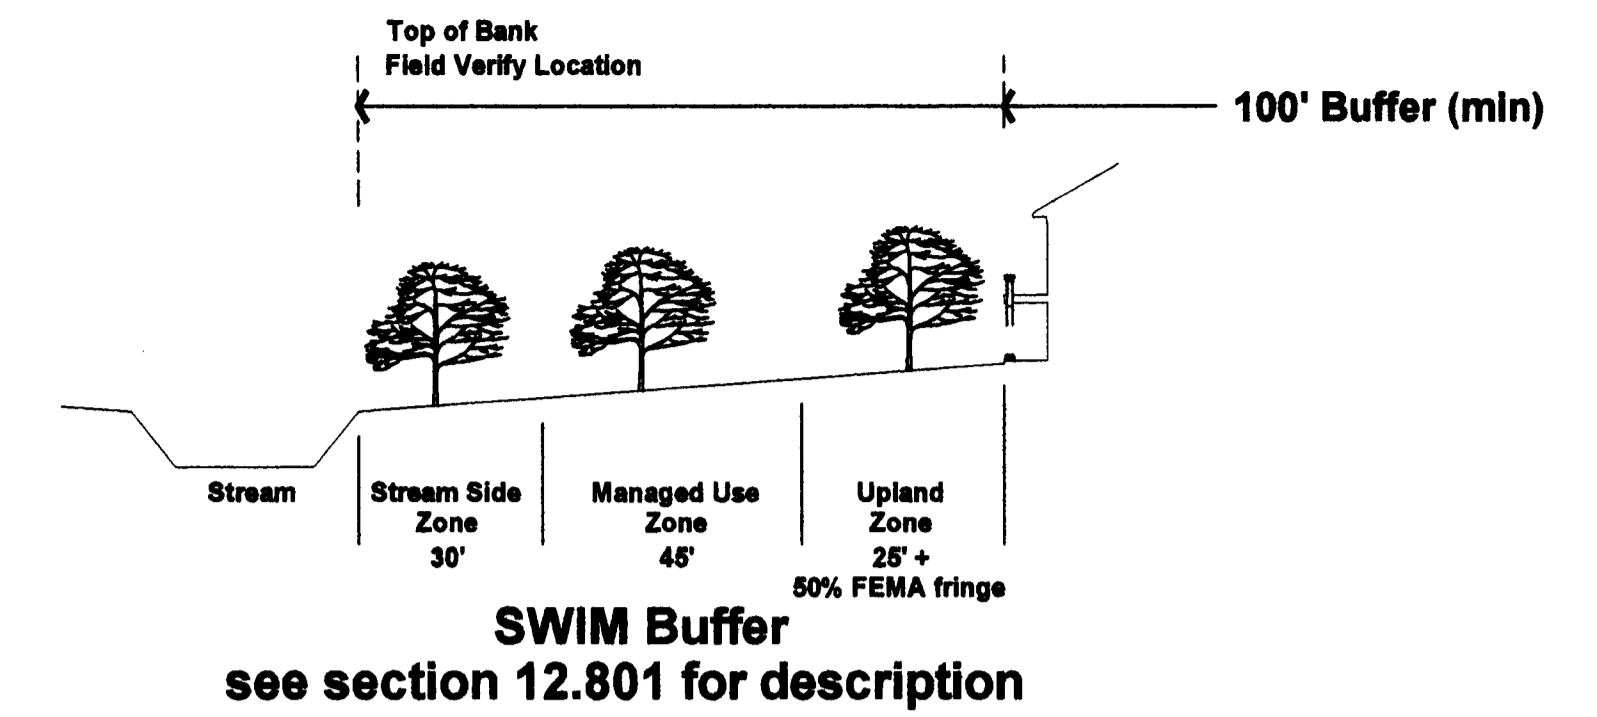 Top of Bank
Field Verify Location
100' Buffer (min)
Stream
Stream Side
Zone
30'
Managed Use
Zone
45'
Upland
Zone
25' +
50% FEMA fringe
SWIM Buffer
see section 12.801 for description